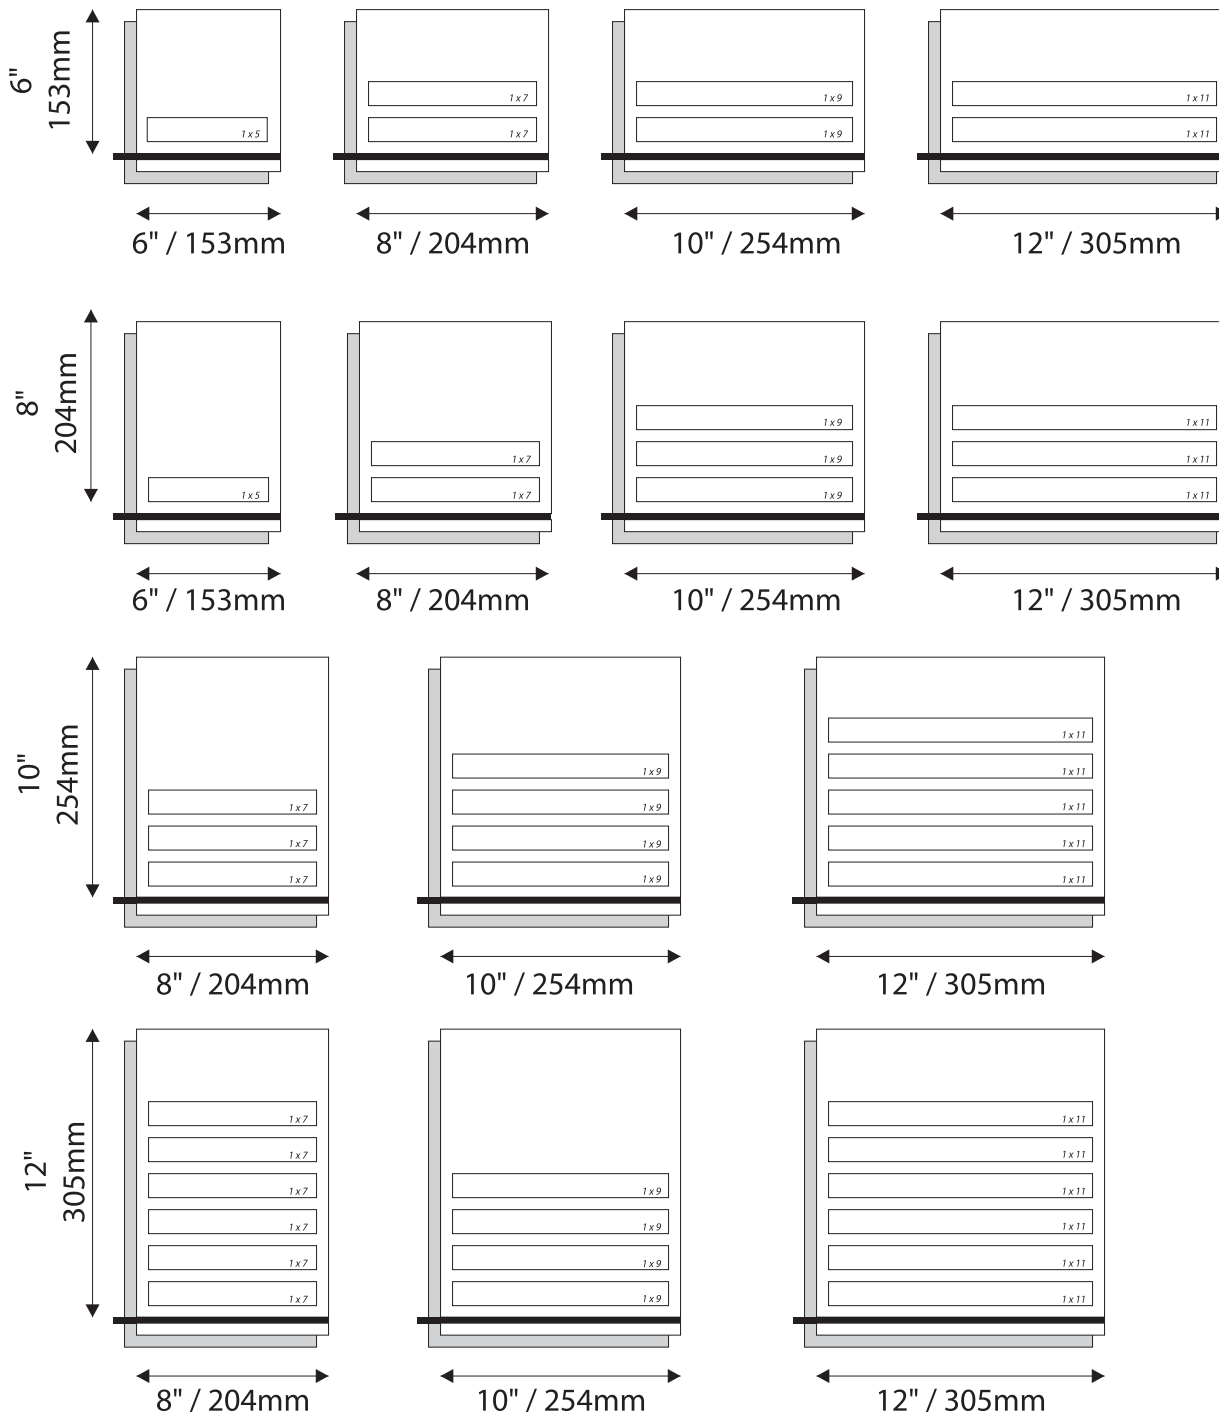 6"
153mm
1 x 5
1 x 7
1 x 7
1 x 9
1 x 9
1 x 11
1 x 11
6" / 153mm
8" / 204mm
10" / 254mm
12" / 305mm
8"
204mm
1 x 5
1 x 7
1 x 7
1 x 9
1 x 9
1 x 9
1 x 11
1 x 11
1 x 11
6" / 153mm
8" / 204mm
10" / 254mm
12" / 305mm
10"
254mm
1 x 7
1 x 7
1 x 7
1 x 9
1 x 9
1 x 9
1 x 9
1 x 11
1 x 11
1 x 11
1 x 11
1 x 11
8" / 204mm
10" / 254mm
12" / 305mm
12"
305mm
1 x 7
1 x 7
1 x 7
1 x 7
1 x 7
1 x 7
1 x 9
1 x 9
1 x 9
1 x 9
1 x 11
1 x 11
1 x 11
1 x 11
1 x 11
1 x 11
8" / 204mm
10" / 254mm
12" / 305mm